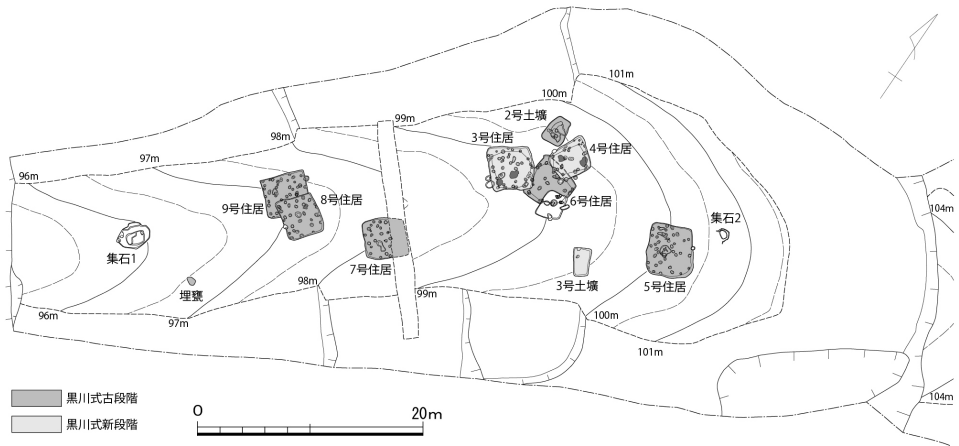 101m
100m
99m
2号土壙
3号住居
4号住居
98m
97m
96m
9号住居
8号住居
6号住居
集石2
104m
集石1
7号住居
3号土壙
5号住居
埋甕
98m
99m
96m
97m
100m
101m
104m
黒川式古段階
黒川式新段階
0
20m